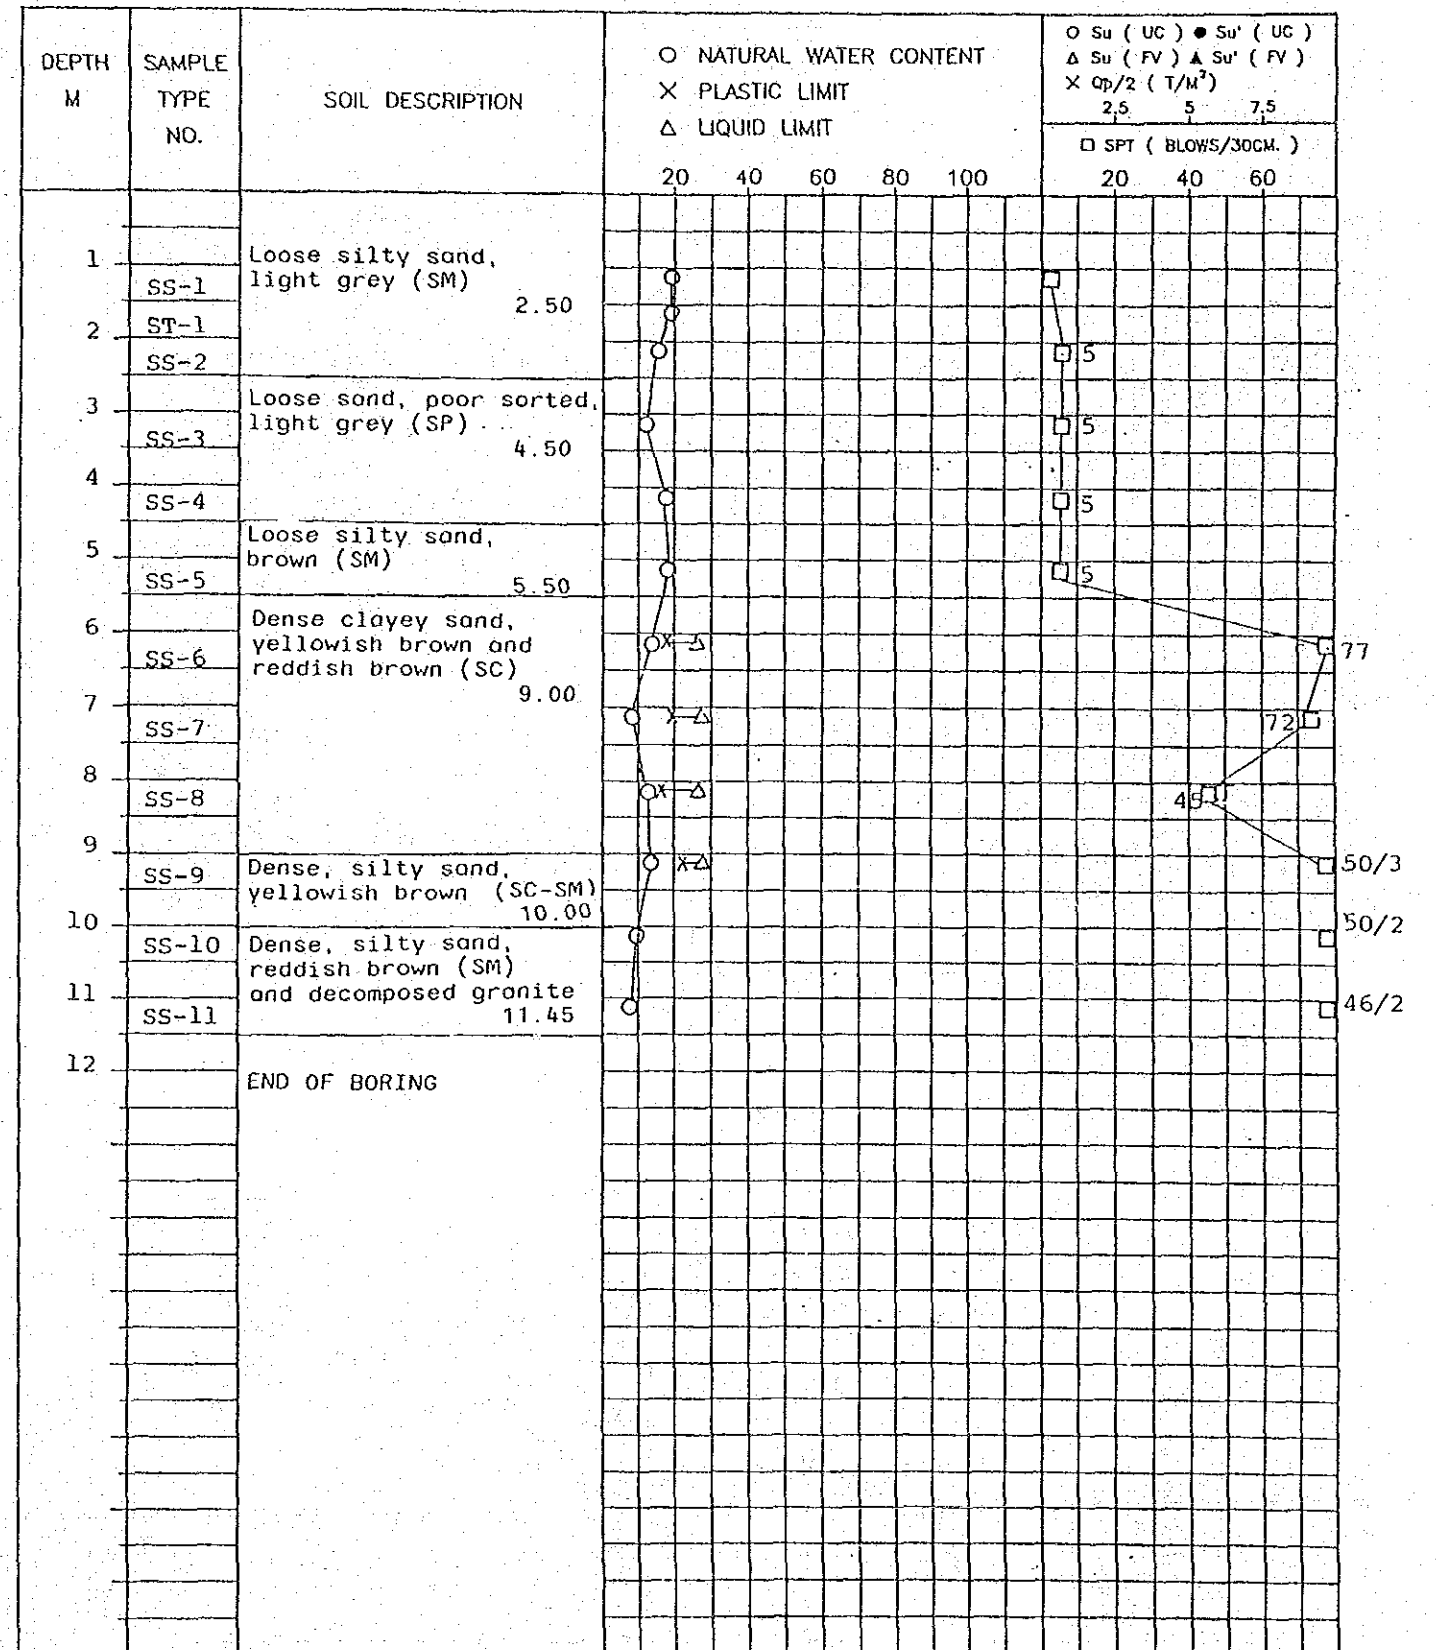 DEPTH
M
SAMPLE
TYPE
NO.
SOIL DESCRIPTION
O NATURAL WATER CONTENT
X PLASTIC LIMIT
Δ LIQUID LIMIT
20 40 60 80 100
O Su ( UC ) ● Su' ( UC )
Δ Su ( FV ) ▲ Su' ( FV )
X Qp/2 ( T/M² )
2.5 5 7.5
□ SPT ( BLOWS/30CM. )
20 40 60
1
SS-1
ST-1
2
SS-2
Loose silty sand,
light grey (SM)
2.50
5
3
SS-3
4
SS-4
Loose sand, poor sorted,
light grey (SP)
4.50
5
5
5
SS-5
Loose silty sand,
brown (SM)
5.50
5
6
SS-6
7
SS-7
8
SS-8
9
Dense clayey sand,
yellowish brown and
reddish brown (SC)
9.00
77
72
45
SS-9
Dense, silty sand,
yellowish brown (SC-SM)
10.00
50/3
10
SS-10
11
SS-11
Dense, silty sand,
reddish brown (SM)
and decomposed granite
11.45
50/2
46/2
12
END OF BORING